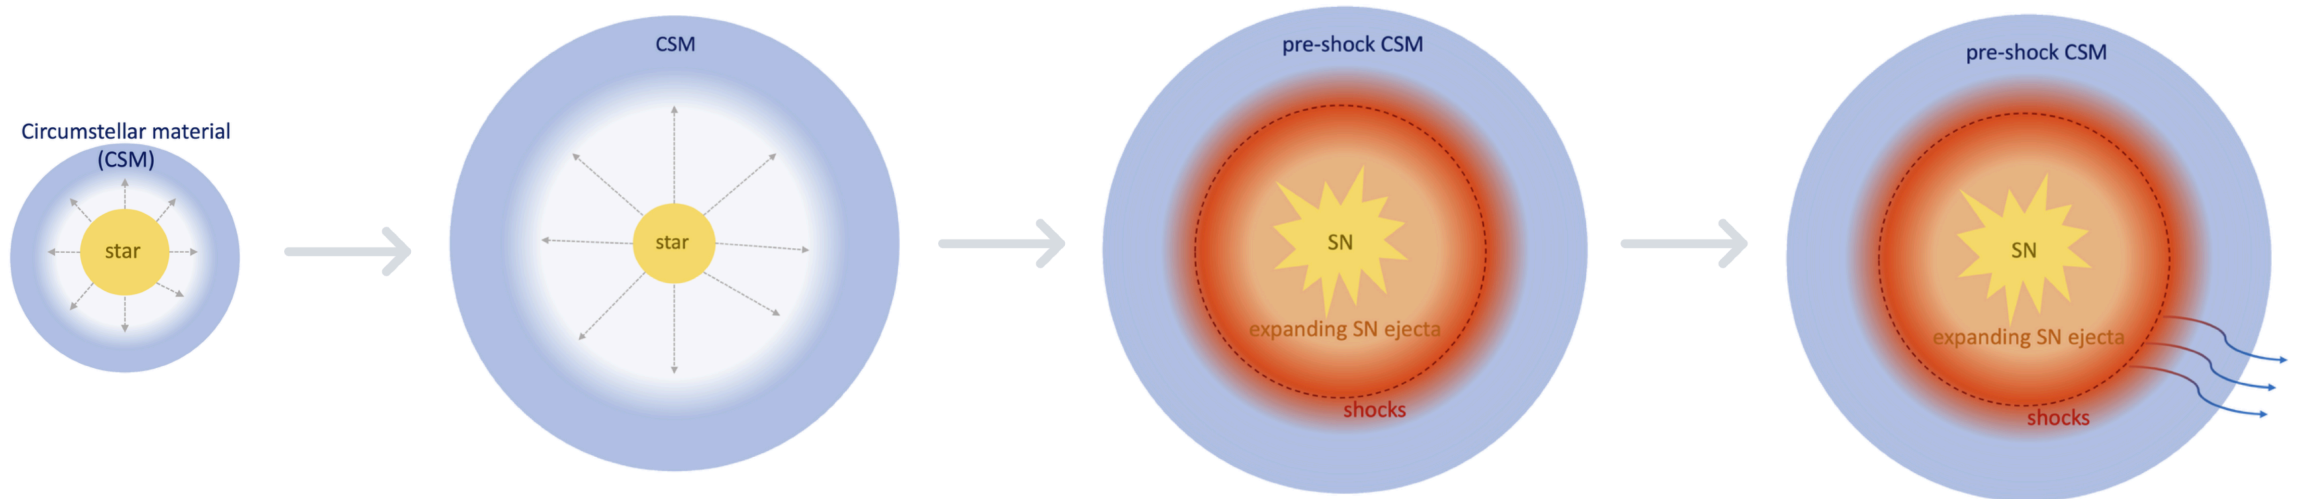 Circumstellar material
(CSM)
star
CSM
star
pre-shock CSM
SN
expanding SN ejecta
shocks
pre-shock CSM
SN
expanding SN ejecta
shocks